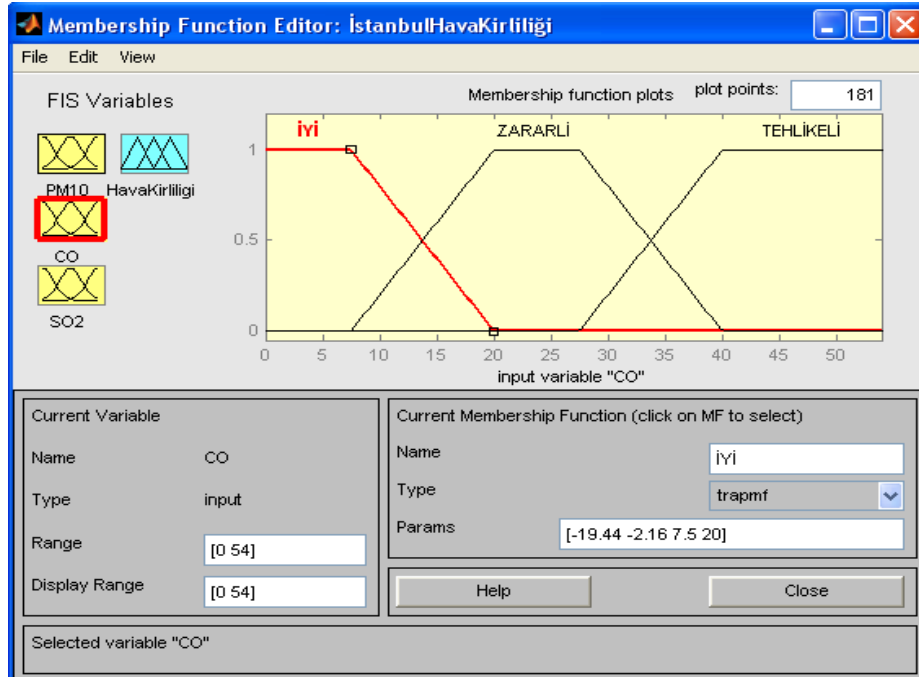 Membership Function Editor: İstanbulHavaKirliliği
File Edit View
FIS Variables
Membership function plots plot points: 181
PM10 HavaKirliligi
CO
SO2
İYİ ZARARLİ TEHLİKELİ
1
0.5
0
0 5 10 15 20 25 30 35 40 45 50
input variable "CO"
Current Variable
Name CO
Type input
Range [0 54]
Display Range [0 54]
Current Membership Function (click on MF to select)
Name İYİ
Type trapmf
Params [-19.44 -2.16 7.5 20]
Help Close
Selected variable "CO"